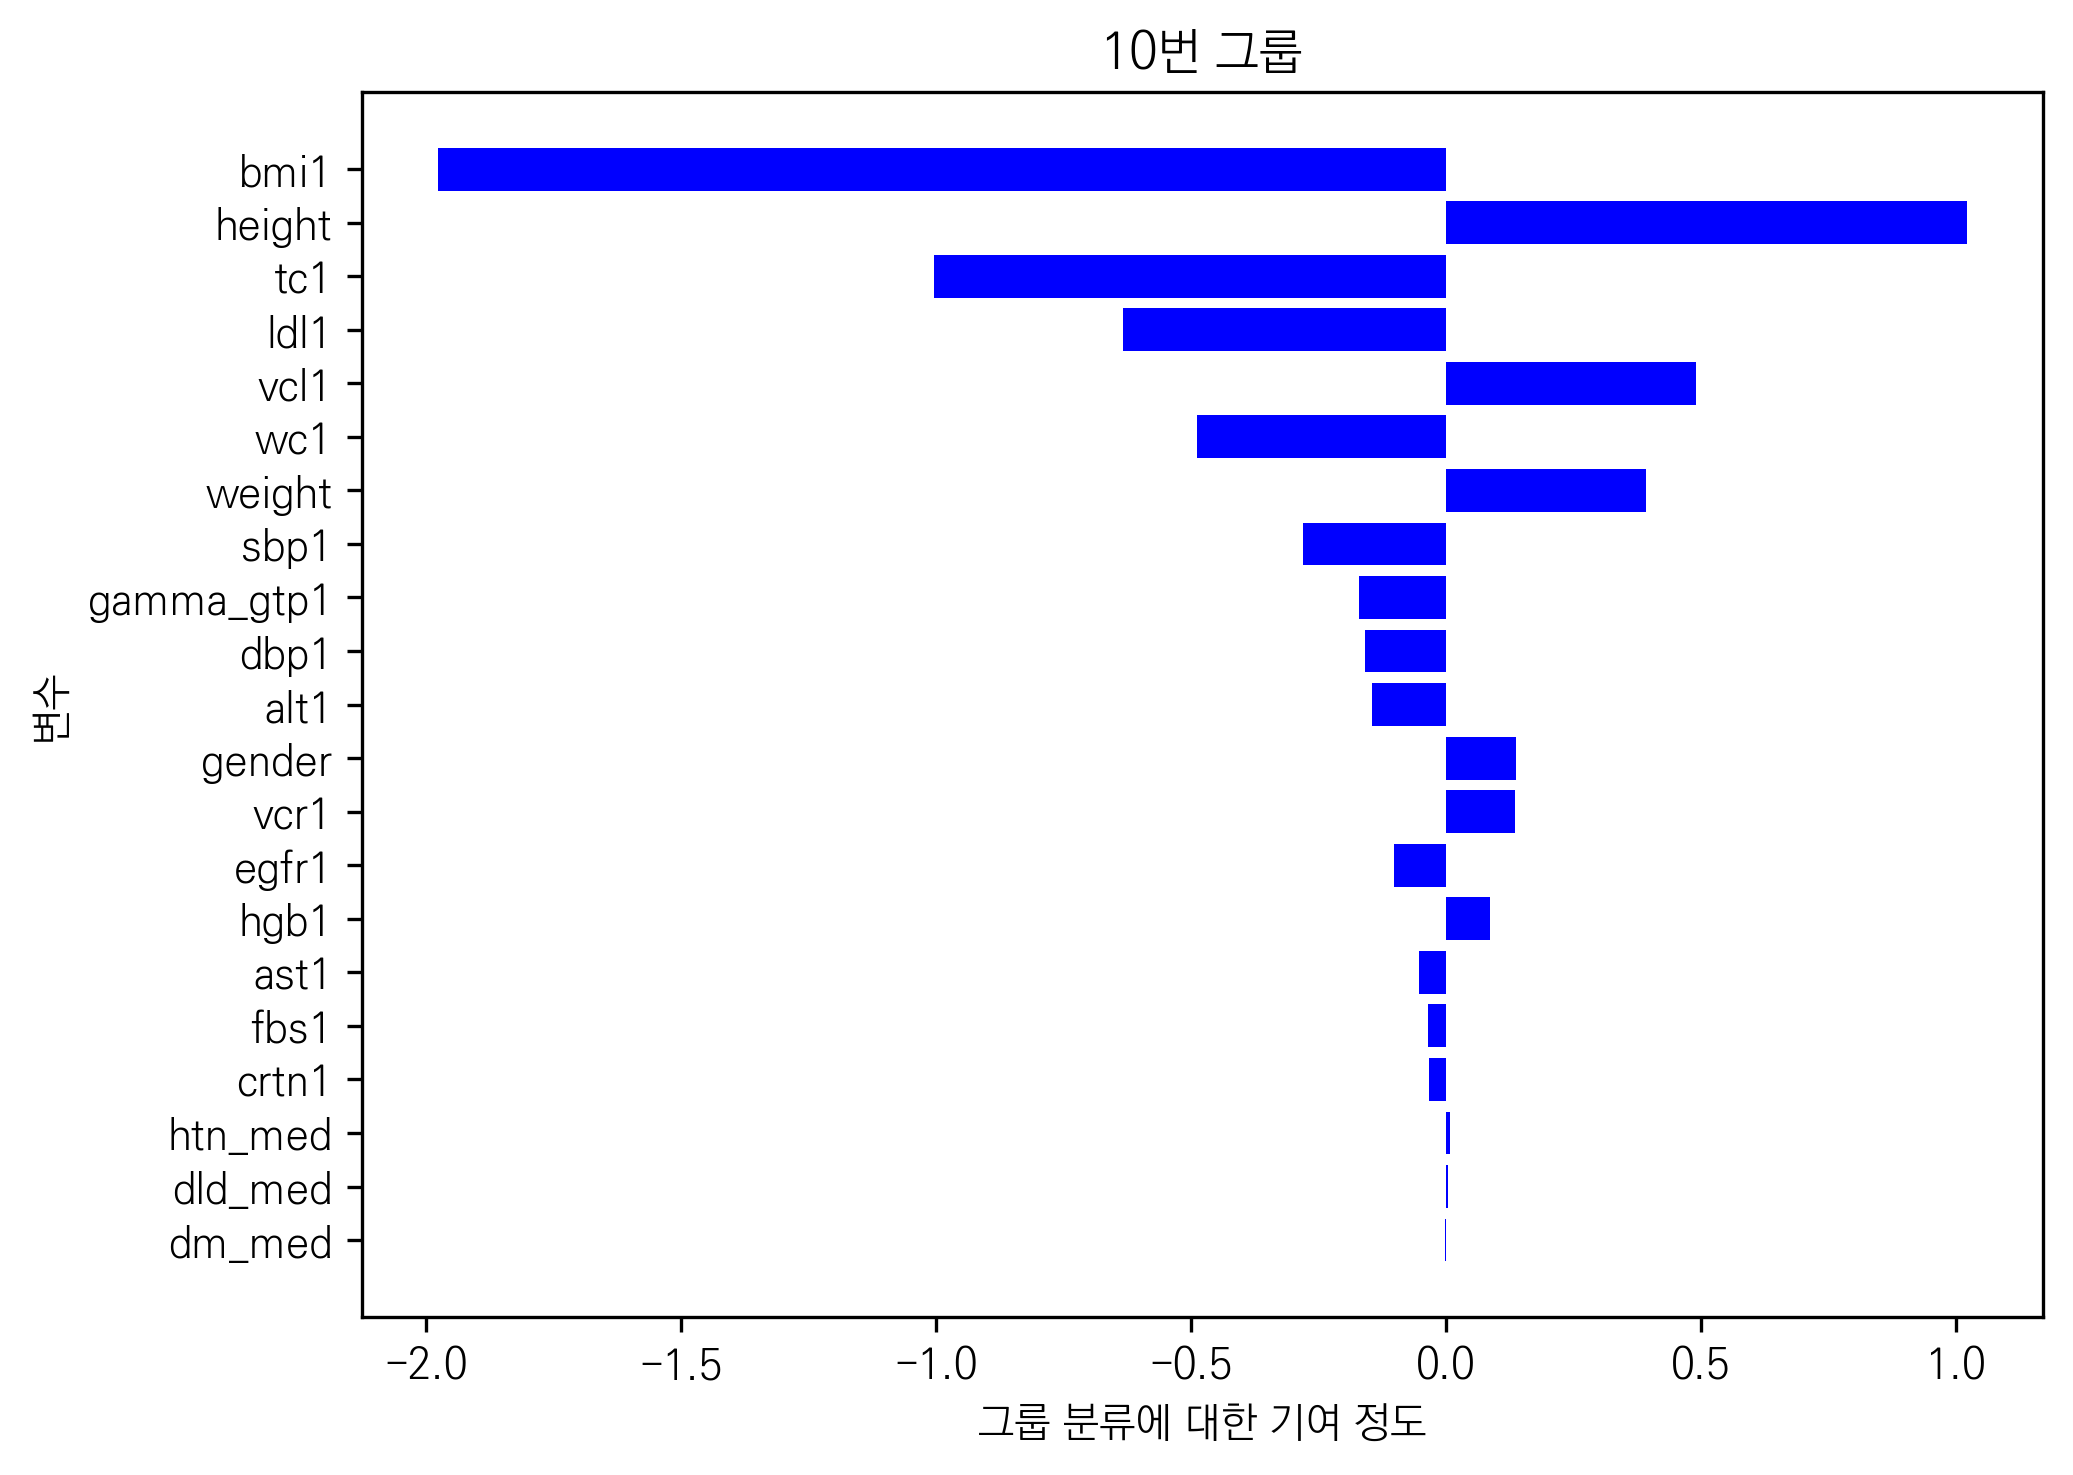 10번 그룹
변수
bmi1
height
tc1
ldl1
vcl1
wc1
weight
sbp1
gamma_gtp1
dbp1
alt1
gender
vcr1
egfr1
hgb1
ast1
fbs1
crtn1
htn_med
dld_med
dm_med
−2.0 −1.5 −1.0 −0.5 0.0 0.5 1.0
그룹 분류에 대한 기여 정도